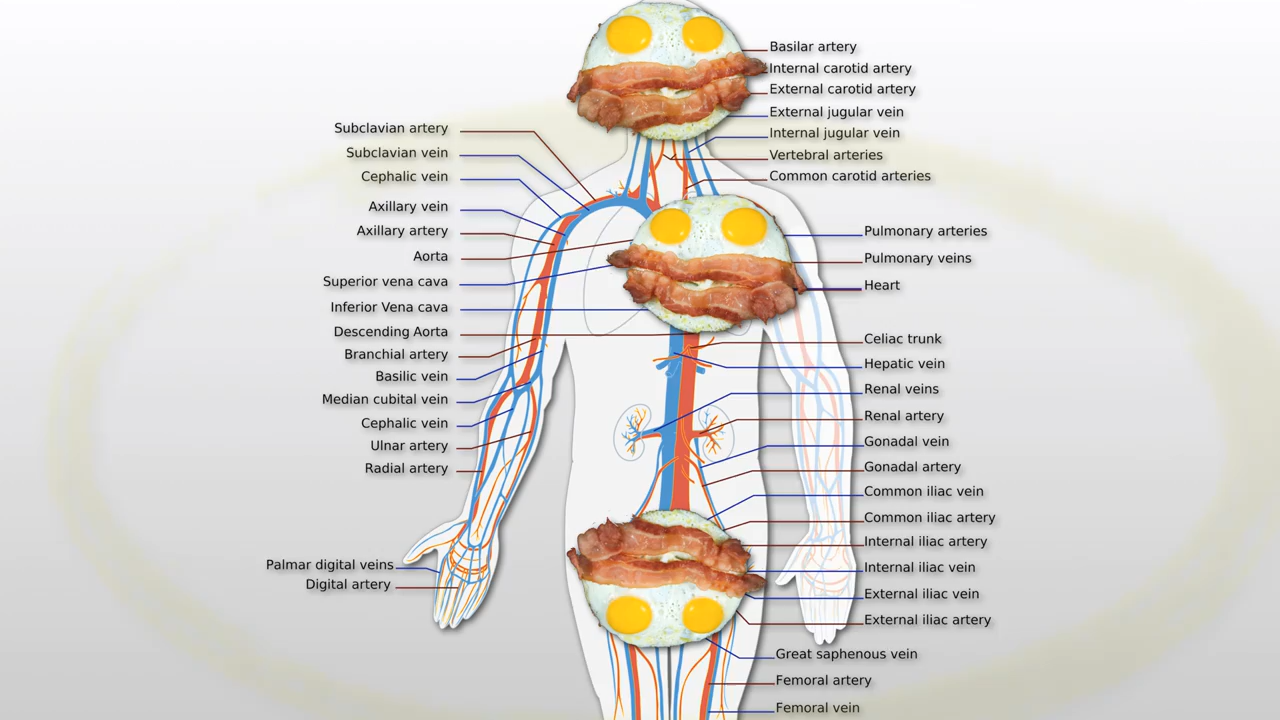 Basilar artery
Internal carotid artery
External carotid artery
External jugular vein
Internal jugular vein
Vertebral arteries
Common carotid arteries
Subclavian artery
Subclavian vein
Cephalic vein
Axillary vein
Axillary artery
Aorta
Superior vena cava
Inferior Vena cava
Descending Aorta
Branchial artery
Basilic vein
Median cubital vein
Cephalic vein
Ulnar artery
Radial artery
Palmar digital veins
Digital artery
Pulmonary arteries
Pulmonary veins
Heart
Celiac trunk
Hepatic vein
Renal veins
Renal artery
Gonadal vein
Gonadal artery
Common iliac vein
Common iliac artery
Internal iliac artery
Internal iliac vein
External iliac vein
External iliac artery
Great saphenous vein
Femoral artery
Femoral vein